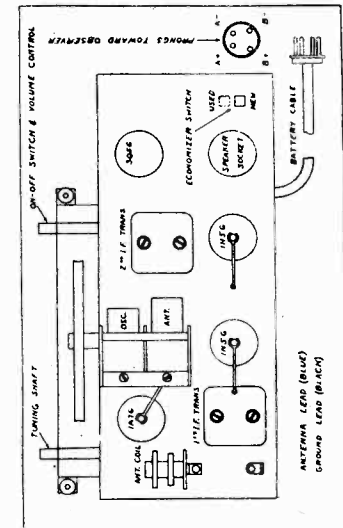 TUNING SHAFT
ON-OFF SWITCH & VOLUME CONTROL
PRONGS TOWARD OBSERVER
A+
A-
B+
B-
ANT. COIL
1A7G
OSC.
ANT.
2ND I.F. TRANS
3Q5G
1ST I.F. TRANS
1N5G
1N5G
SPEAKER
SOCKET
ECONOMIZER SWITCH
USED
NEW
BATTERY CABLE
ANTENNA LEAD (BLUE)
GROUND LEAD (BLACK)